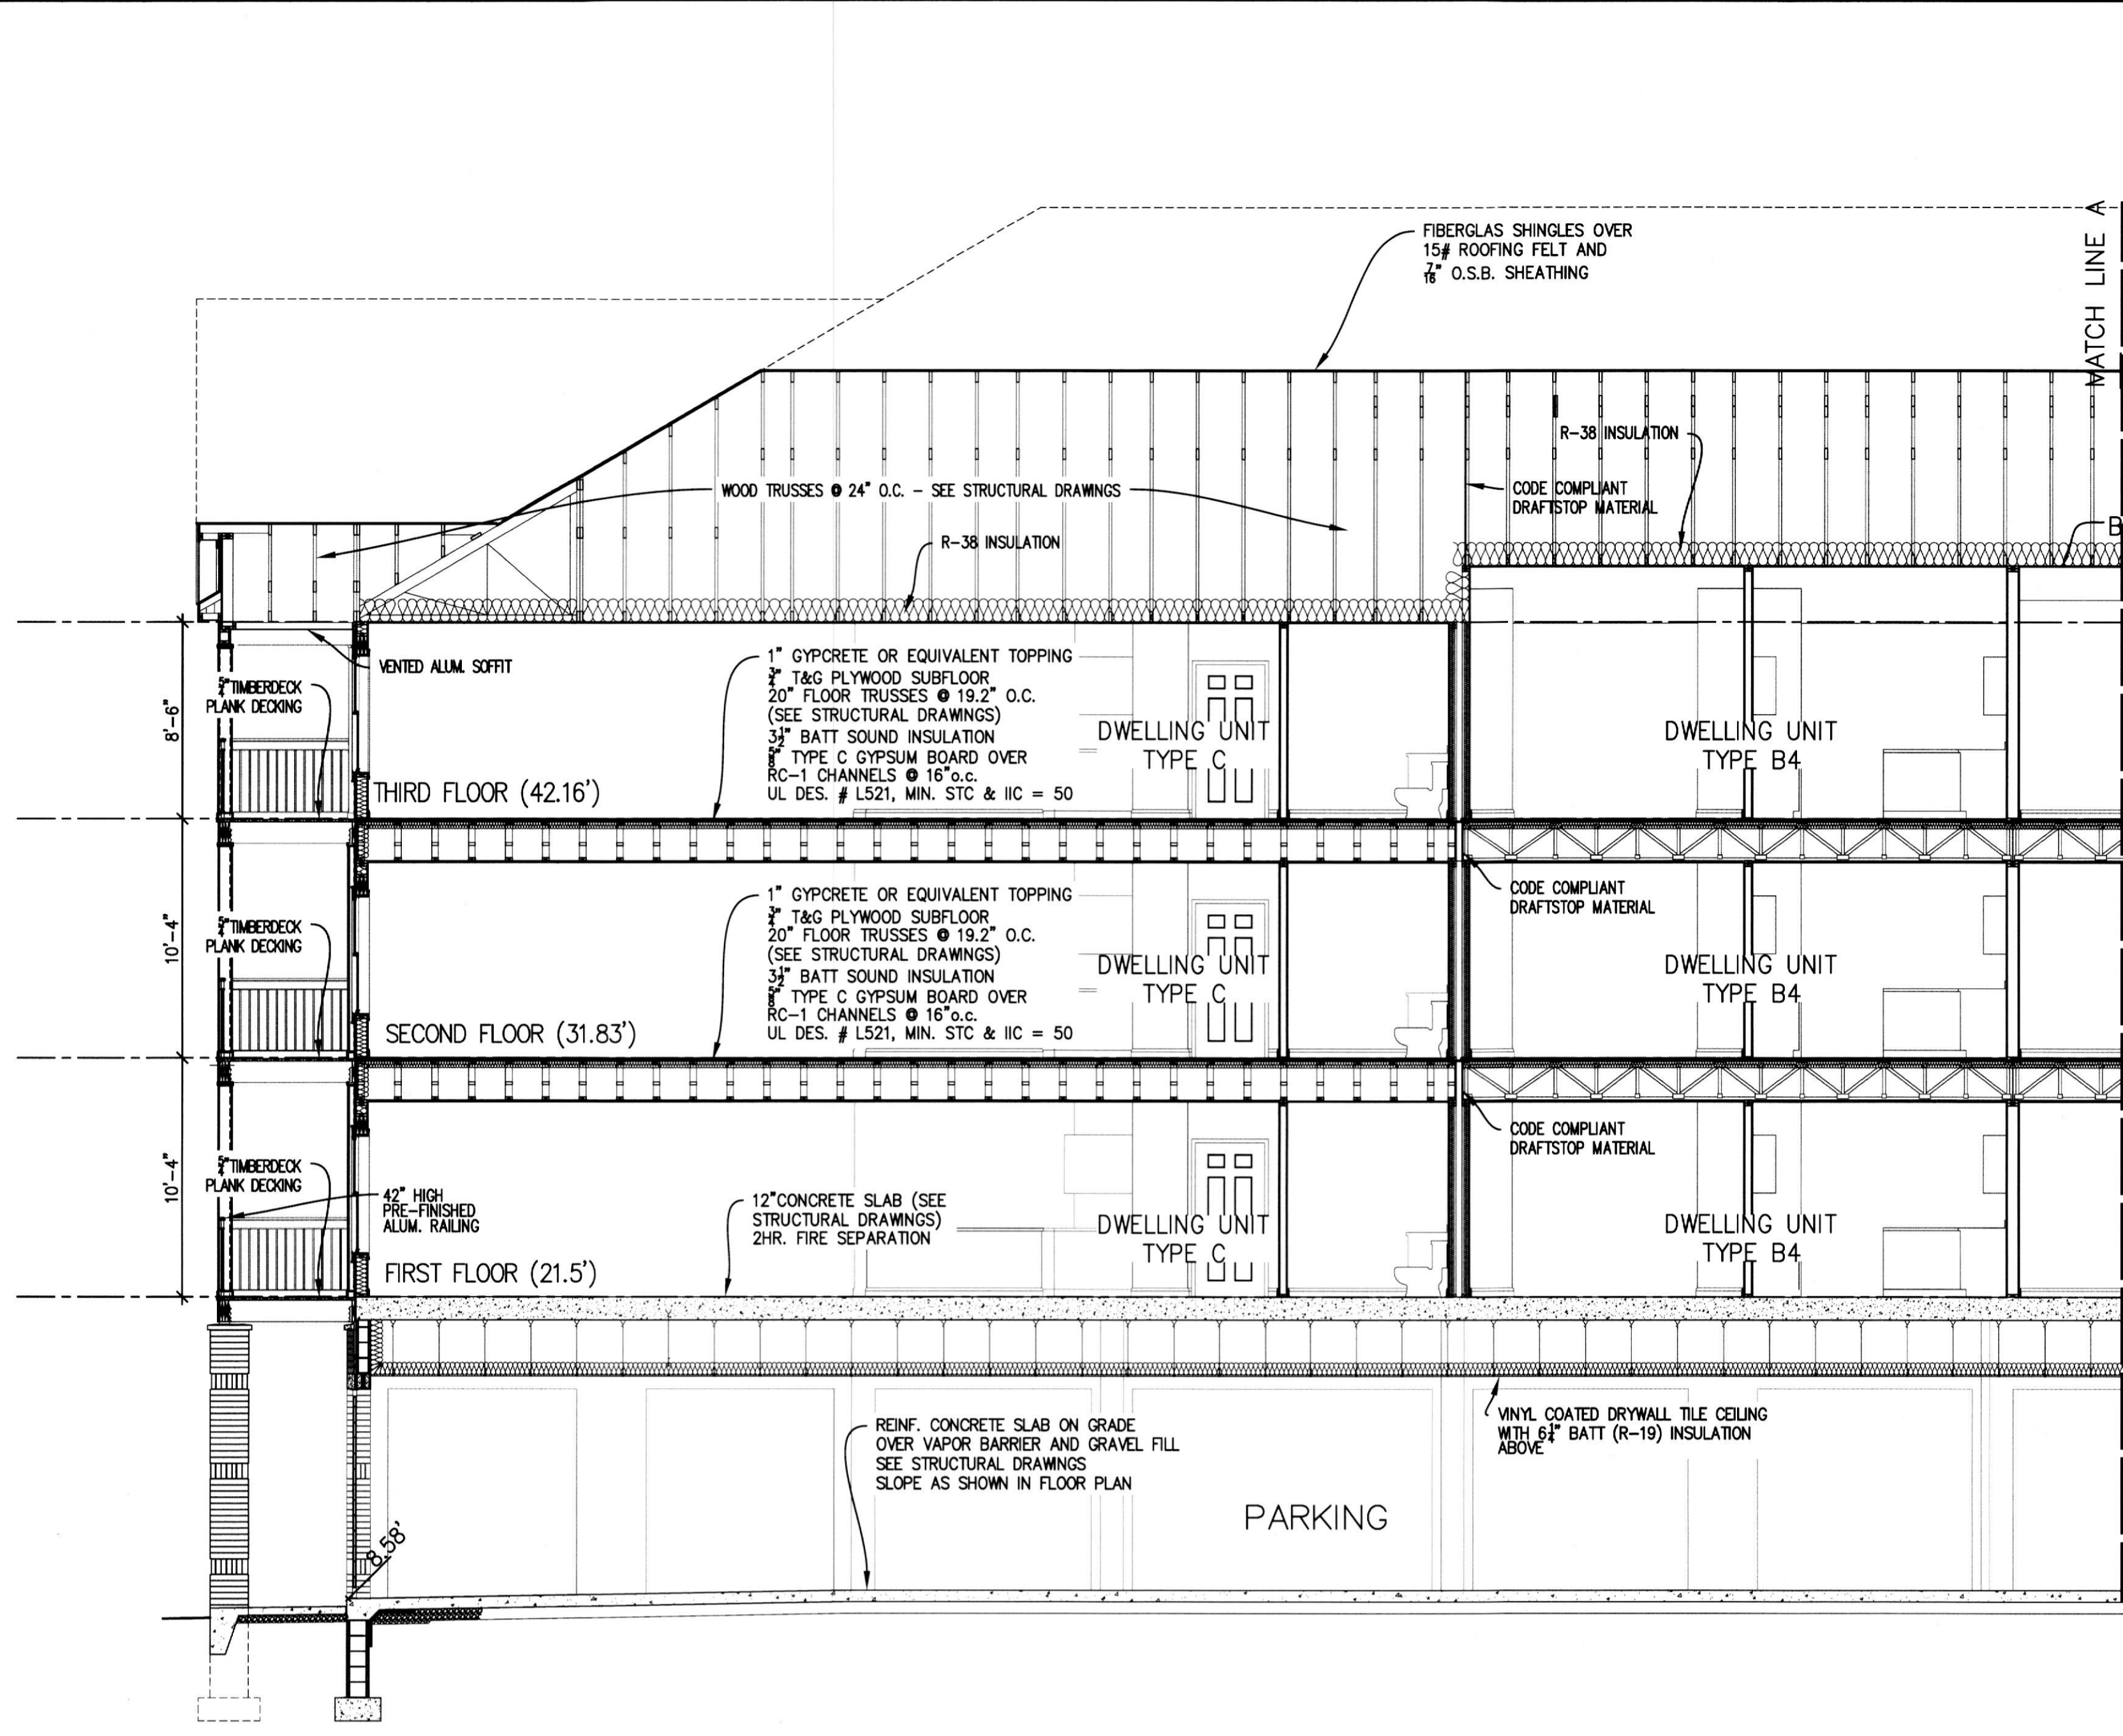 MATCH LINE A
FIBERGLAS SHINGLES OVER
15# ROOFING FELT AND
7/16" O.S.B. SHEATHING
R-38 INSULATION
WOOD TRUSSES @ 24" O.C. - SEE STRUCTURAL DRAWINGS
CODE COMPLIANT
DRAFTSTOP MATERIAL
B
R-38 INSULATION
VENTED ALUM. SOFFIT
5/4" TIMBERDECK
PLANK DECKING
8'-6"
1" GYPCRETE OR EQUIVALENT TOPPING
3/4" T&G PLYWOOD SUBFLOOR
20" FLOOR TRUSSES @ 19.2" O.C.
(SEE STRUCTURAL DRAWINGS)
3½" BATT SOUND INSULATION
5/8" TYPE C GYPSUM BOARD OVER
RC-1 CHANNELS @ 16"o.c.
UL DES. # L521, MIN. STC & IIC = 50
DWELLING UNIT
TYPE C
DWELLING UNIT
TYPE B4
THIRD FLOOR (42.16')
CODE COMPLIANT
DRAFTSTOP MATERIAL
5/4" TIMBERDECK
PLANK DECKING
10'-4"
1" GYPCRETE OR EQUIVALENT TOPPING
3/4" T&G PLYWOOD SUBFLOOR
20" FLOOR TRUSSES @ 19.2" O.C.
(SEE STRUCTURAL DRAWINGS)
3½" BATT SOUND INSULATION
5/8" TYPE C GYPSUM BOARD OVER
RC-1 CHANNELS @ 16"o.c.
UL DES. # L521, MIN. STC & IIC = 50
DWELLING UNIT
TYPE C
DWELLING UNIT
TYPE B4
SECOND FLOOR (31.83')
CODE COMPLIANT
DRAFTSTOP MATERIAL
5/4" TIMBERDECK
PLANK DECKING
10'-4"
42" HIGH
PRE-FINISHED
ALUM. RAILING
12"CONCRETE SLAB (SEE
STRUCTURAL DRAWINGS)
2HR. FIRE SEPARATION
DWELLING UNIT
TYPE C
DWELLING UNIT
TYPE B4
FIRST FLOOR (21.5')
VINYL COATED DRYWALL TILE CEILING
WITH 6¼" BATT (R-19) INSULATION
ABOVE
REINF. CONCRETE SLAB ON GRADE
OVER VAPOR BARRIER AND GRAVEL FILL
SEE STRUCTURAL DRAWINGS
SLOPE AS SHOWN IN FLOOR PLAN
PARKING
8.58'